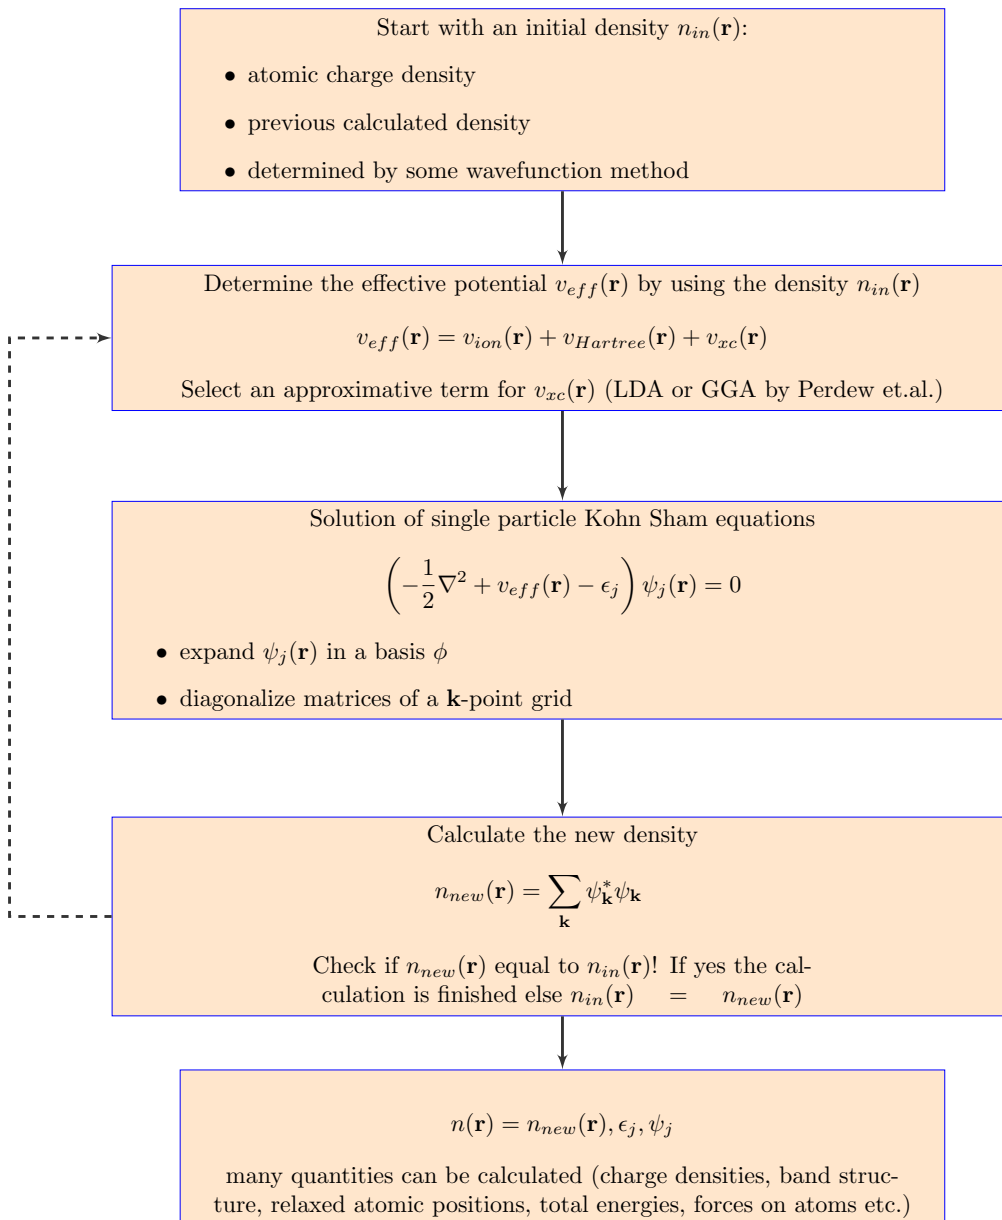 Start with an initial density $n_{in}(\mathbf{r})$:
• atomic charge density
• previous calculated density
• determined by some wavefunction method
Determine the effective potential $v_{eff}(\mathbf{r})$ by using the density $n_{in}(\mathbf{r})$
$v_{eff}(\mathbf{r}) = v_{ion}(\mathbf{r}) + v_{Hartree}(\mathbf{r}) + v_{xc}(\mathbf{r})$
Select an approximative term for $v_{xc}(\mathbf{r})$ (LDA or GGA by Perdew et.al.)
Solution of single particle Kohn Sham equations
$\left(-\frac{1}{2}\nabla^2 + v_{eff}(\mathbf{r}) - \epsilon_j\right)\psi_j(\mathbf{r}) = 0$
• expand $\psi_j(\mathbf{r})$ in a basis $\phi$
• diagonalize matrices of a $\mathbf{k}$-point grid
Calculate the new density
$n_{new}(\mathbf{r}) = \sum_{\mathbf{k}} \psi^*_{\mathbf{k}} \psi_{\mathbf{k}}$
Check if $n_{new}(\mathbf{r})$ equal to $n_{in}(\mathbf{r})$! If yes the cal-
culation is finished else $n_{in}(\mathbf{r}) = n_{new}(\mathbf{r})$
$n(\mathbf{r}) = n_{new}(\mathbf{r}), \epsilon_j, \psi_j$
many quantities can be calculated (charge densities, band struc-
ture, relaxed atomic positions, total energies, forces on atoms etc.)